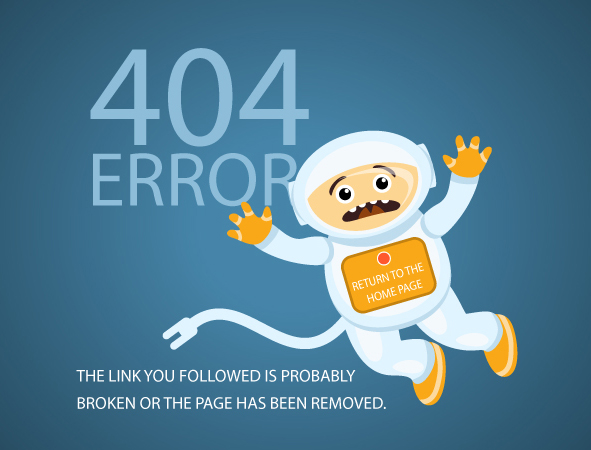 404
ERROR
RETURN TO THE
HOME PAGE
THE LINK YOU FOLLOWED IS PROBABLY
BROKEN OR THE PAGE HAS BEEN REMOVED.